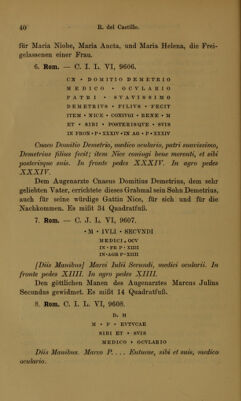 40 R. del Castillo.
für Maria Niobe, Maria Ancta, und Maria Helena, die Frei-
gelassenen einer Frau.
6. Rom. — C. I. L. VI, 9606.
CN • DOMITIO DEMETRIO
MEDICO • OCVLARIO
PATRI • SVAVISSIMO
DEMETRIUS • FILIUS • FECIT
ITEM • NICE • CONIVGI • BENE • M
ET • SIBI • POSTERISQVE • SVIS
IN FRON • P • XXXIV • IN AG • P • XXXIV
Cnaeo Domitio Demetrio, medico oculario, patri suavissimo,
Demetrius filius fecit; item Nice coniugi bene merenti, et sibi
posterisque suis. In fronte pedes XXXIV. In agro pedes
XXXIV.
Dem Augenarzte Cnaeus Domitius Demetrius, dem sehr
geliebten Vater, errichtete dieses Grabmal sein Sohn Demetrius,
auch für seine würdige Gattin Nice, für sich und für die
Nachkommen. Es mißt 34 Quadratfuß.
7. Rom. — C. J. L. VI, 9607.
• M • IVLI • SECVNDI
MEDICI • OCV
IN • FR P • XIIII
IN • AGR P • XIIII
[Diis Manibus] Marci Iulii Secundi, medici ocularii. In
fronte pedes XIIII. In agro pedes XIIII.
Den göttlichen Manen des Augenarztes Marcus Julius
Secundus gewidmet. Es mißt 14 Quadratfuß.
8. Rom. C. I. L. VI, 9608.
D. M
M • P • EVTVCAE
SIBI ET • SVIS
MEDICO • OCVLARIO
Diis Manibus. Marco P. . . . Eutucae, sibi et suis, medico
oculario.